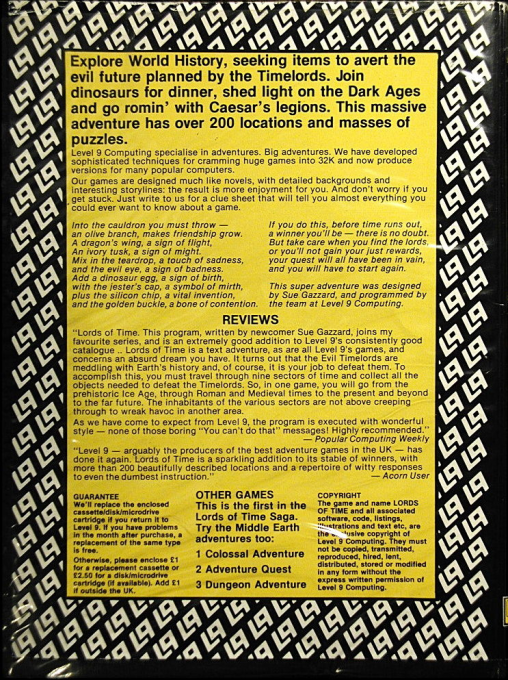 Explore World History, seeking items to avert the
evil future planned by the Timelords. Join
dinosaurs for dinner, shed light on the Dark Ages
and go romin' with Caesar's legions. This massive
adventure has over 200 locations and masses of
puzzles.
Level 9 Computing specialise in adventures. Big adventures. We have developed
sophisticated techniques for cramming huge games into 32K and now produce
versions for many popular computers.
Our games are designed much like novels, with detailed backgrounds and
interesting storylines: the result is more enjoyment for you. And don't worry if you
get stuck. Just write to us for a clue sheet that will tell you almost everything you
could ever want to know about a game.
Into the cauldron you must throw —
an olive branch, makes friendship grow.
A dragon's wing, a sign of flight,
An ivory tusk, a sign of might.
Mix in the teardrop, a touch of sadness,
and the evil eye, a sign of badness.
Add a dinosaur egg, a sign of birth,
with the jester's cap, a symbol of mirth,
plus the silicon chip, a vital invention,
and the golden buckle, a bone of contention.
If you do this, before time runs out,
a winner you'll be — there is no doubt.
But take care when you find the lords,
or you'll not gain your just rewards,
your quest will all have been in vain,
and you will have to start again.
This super adventure was designed
by Sue Gazzard, and programmed by
the team at Level 9 Computing.
REVIEWS
"Lords of Time. This program, written by newcomer Sue Gazzard, joins my
favourite series, and is an extremely good addition to Level 9's consistently good
catalogue .. Lords of Time is a text adventure, as are all Level 9's games, and
concerns an absurd dream you have. It turns out that the Evil Timelords are
meddling with Earth's history and, of course, it is your job to defeat them. To
accomplish this, you must travel through nine sectors of time and collect all the
objects needed to defeat the Timelords. So, in one game, you will go from the
prehistoric Ice Age, through Roman and Medieval times to the present and beyond
to the far future. The inhabitants of the various sectors are not above creeping
through to wreak havoc in another area.
As we have come to expect from Level 9, the program is executed with wonderful
style — none of those boring "You can't do that" messages! Highly recommended."
— Popular Computing Weekly
"Level 9 — arguably the producers of the best adventure games in the UK — has
done it again. Lords of Time is a sparkling addition to its stable of winners, with
more than 200 beautifully described locations and a repertoire of witty responses
to even the dumbest instruction."
— Acorn User
GUARANTEE
We'll replace the enclosed
cassette/disk/microdrive
cartridge if you return it to
Level 9. If you have problems
in the month after purchase, a
replacement of the same type
is free.
Otherwise, please enclose £1
for a replacement cassette or
£2.50 for a disk/microdrive
cartridge (if available). Add £1
if outside the UK.
OTHER GAMES
This is the first in the
Lords of Time Saga.
Try the Middle Earth
adventures too:
1 Colossal Adventure
2 Adventure Quest
3 Dungeon Adventure
COPYRIGHT
The game and name LORDS
OF TIME and all associated
software, code, listings,
illustrations and text etc, are
the exclusive copyright of
Level 9 Computing. They must
not be copied, transmitted,
reproduced, hired, lent,
distributed, stored or modified
in any form without the
express written permission of
Level 9 Computing.